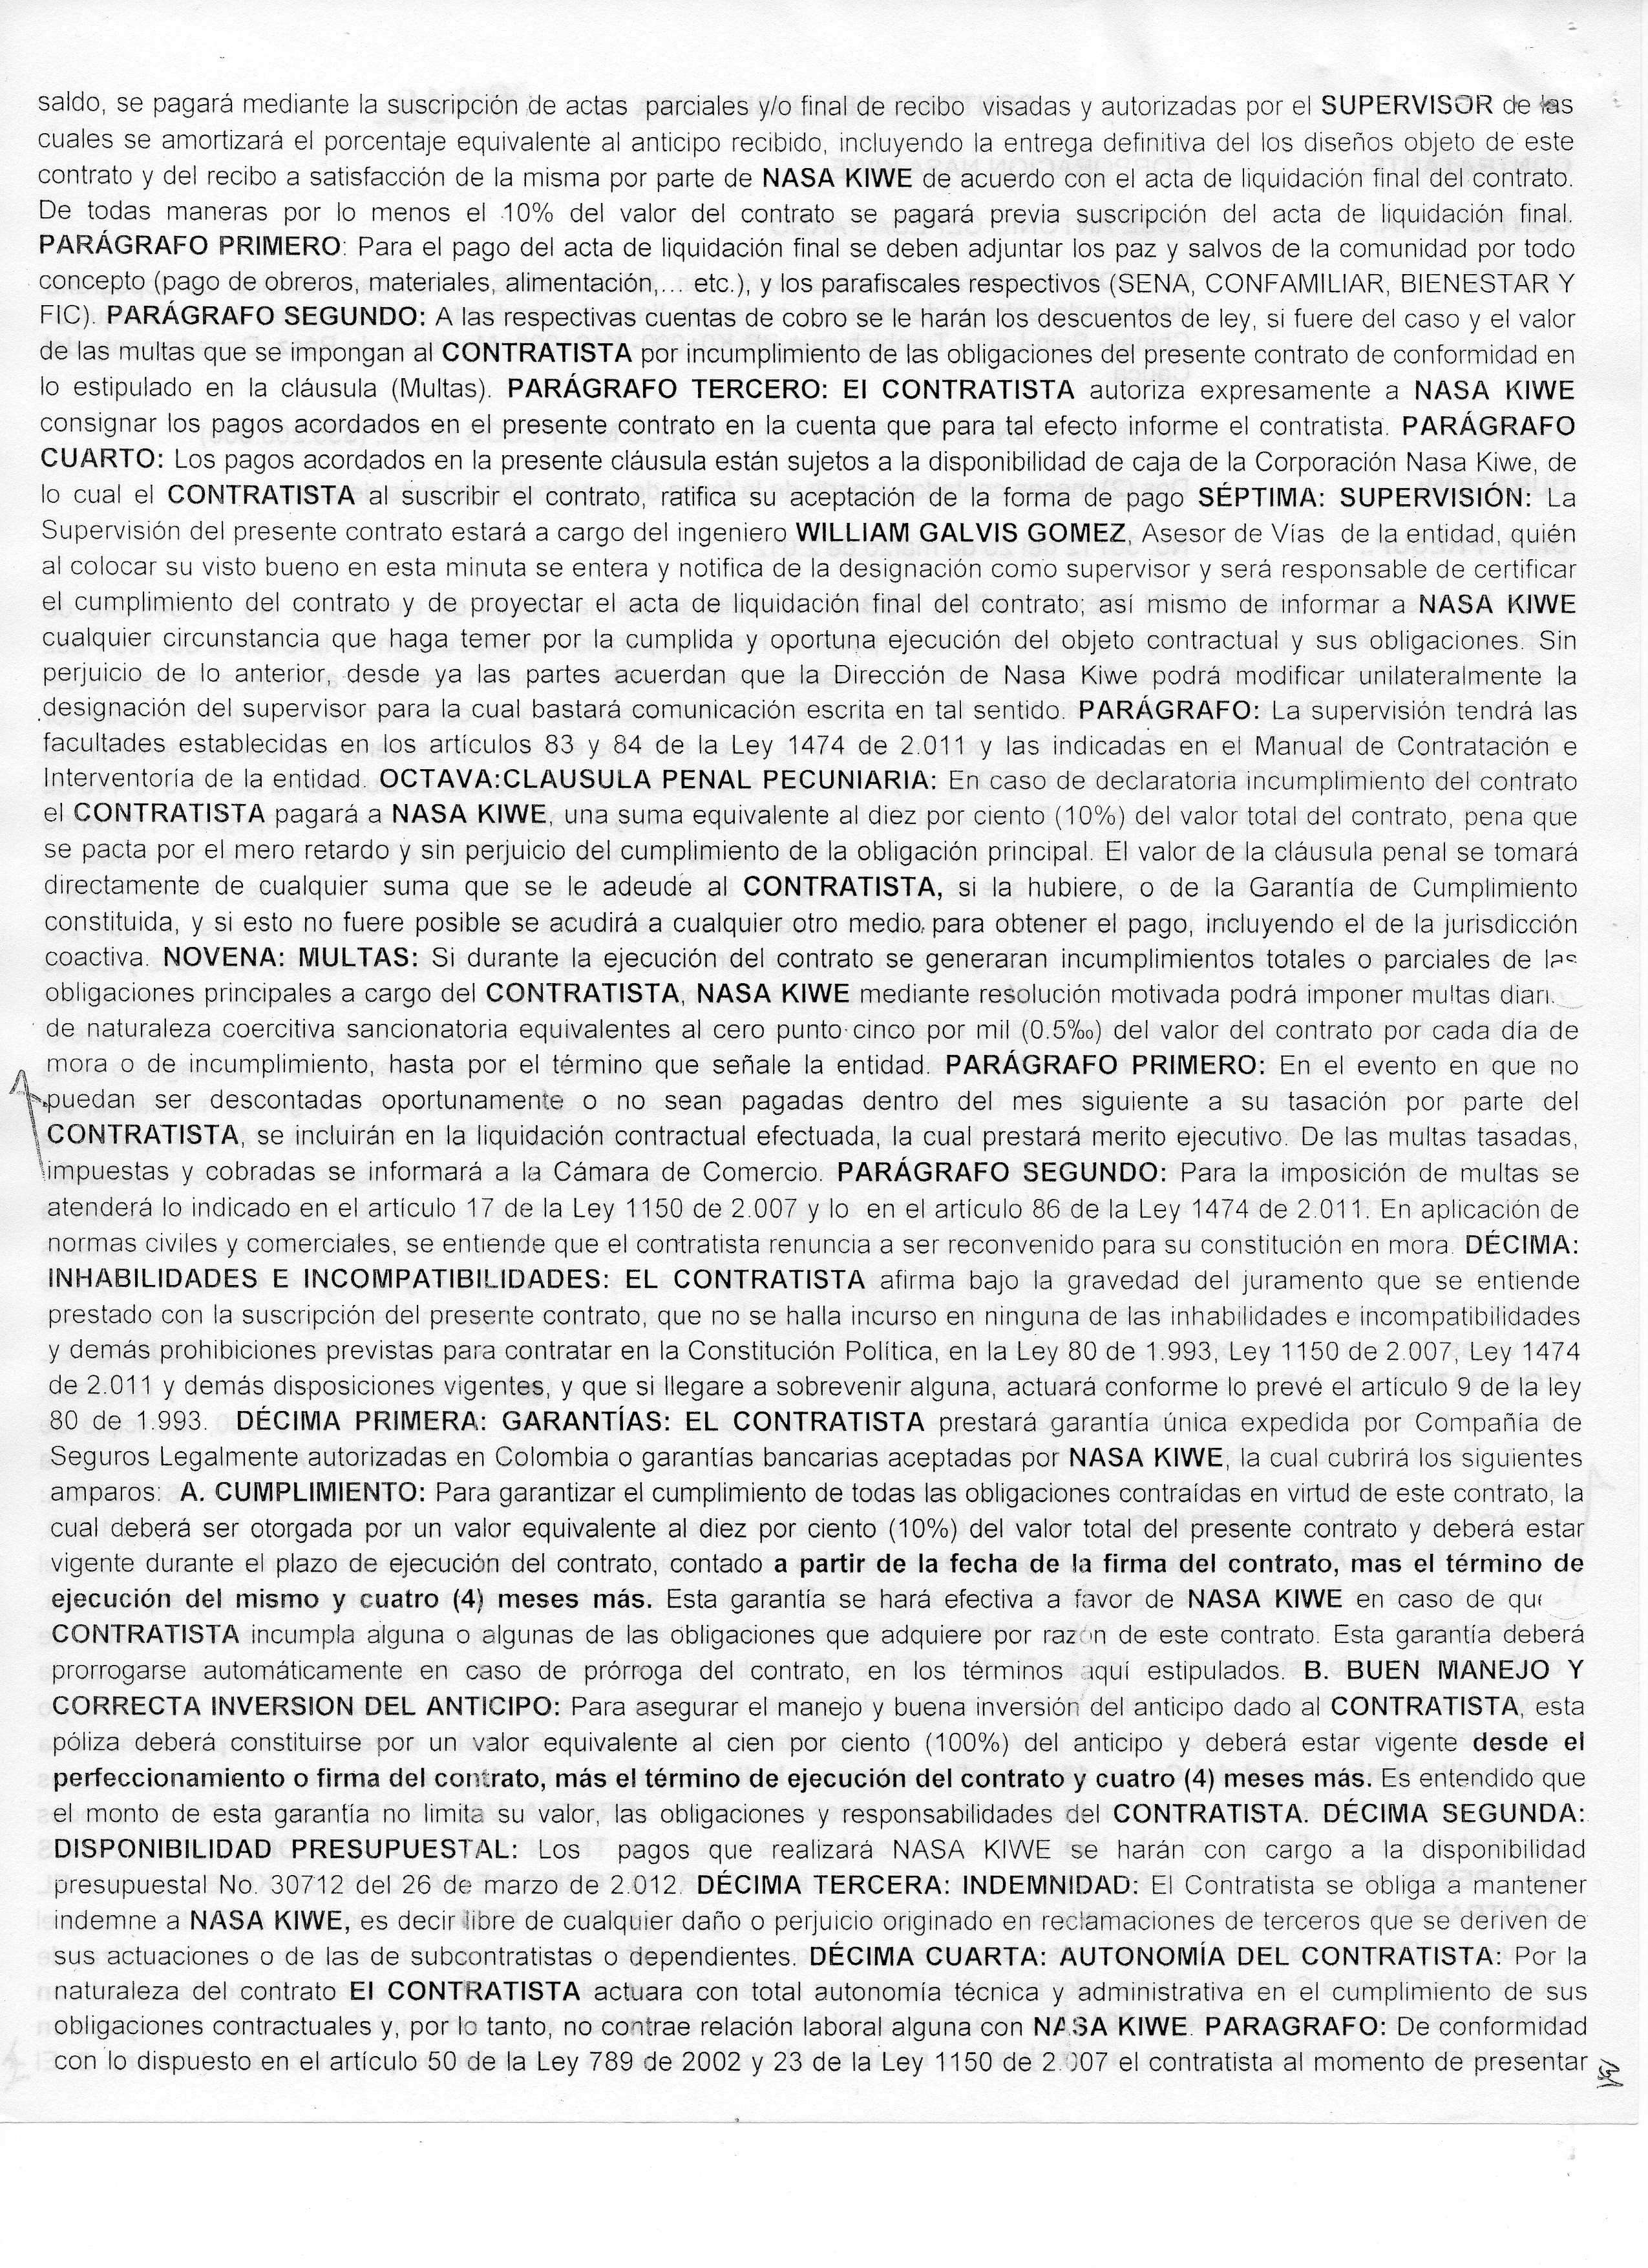 saldo, se pagará mediante la suscripción de actas parciales y/o final de recibo visadas y autorizadas por el SUPERVISOR de las
cuales se amortizará el porcentaje equivalente al anticipo recibido, incluyendo la entrega definitiva del los diseños objeto de este
contrato y del recibo a satisfacción de la misma por parte de NASA KIWE de acuerdo con el acta de liquidación final del contrato.
De todas maneras por lo menos el 10% del valor del contrato se pagará previa suscripción del acta de liquidación final.
PARÁGRAFO PRIMERO: Para el pago del acta de liquidación final se deben adjuntar los paz y salvos de la comunidad por todo
concepto (pago de obreros, materiales, alimentación,... etc.), y los parafiscales respectivos (SENA, CONFAMILIAR, BIENESTAR Y
FIC). PARÁGRAFO SEGUNDO: A las respectivas cuentas de cobro se le harán los descuentos de ley, si fuere del caso y el valor
de las multas que se impongan al CONTRATISTA por incumplimiento de las obligaciones del presente contrato de conformidad en
lo estipulado en la cláusula (Multas). PARÁGRAFO TERCERO: El CONTRATISTA autoriza expresamente a NASA KIWE
consignar los pagos acordados en el presente contrato en la cuenta que para tal efecto informe el contratista. PARÁGRAFO
CUARTO: Los pagos acordados en la presente cláusula están sujetos a la disponibilidad de caja de la Corporación Nasa Kiwe, de
lo cual el CONTRATISTA al suscribir el contrato, ratifica su aceptación de la forma de pago SÉPTIMA: SUPERVISIÓN: La
Supervisión del presente contrato estará a cargo del ingeniero WILLIAM GALVIS GOMEZ, Asesor de Vías de la entidad, quién
al colocar su visto bueno en esta minuta se entera y notifica de la designación como supervisor y será responsable de certificar
el cumplimiento del contrato y de proyectar el acta de liquidación final del contrato; así mismo de informar a NASA KIWE
cualquier circunstancia que haga temer por la cumplida y oportuna ejecución del objeto contractual y sus obligaciones. Sin
perjuicio de lo anterior, desde ya las partes acuerdan que la Dirección de Nasa Kiwe podrá modificar unilateralmente la
designación del supervisor para la cual bastará comunicación escrita en tal sentido. PARÁGRAFO: La supervisión tendrá las
facultades establecidas en los artículos 83 y 84 de la Ley 1474 de 2.011 y las indicadas en el Manual de Contratación e
Interventoría de la entidad. OCTAVA:CLAUSULA PENAL PECUNIARIA: En caso de declaratoria incumplimiento del contrato
el CONTRATISTA pagará a NASA KIWE, una suma equivalente al diez por ciento (10%) del valor total del contrato, pena que
se pacta por el mero retardo y sin perjuicio del cumplimiento de la obligación principal. El valor de la cláusula penal se tomará
directamente de cualquier suma que se le adeude al CONTRATISTA, si la hubiere, o de la Garantía de Cumplimiento
constituida, y si esto no fuere posible se acudirá a cualquier otro medio para obtener el pago, incluyendo el de la jurisdicción
coactiva. NOVENA: MULTAS: Si durante la ejecución del contrato se generaran incumplimientos totales o parciales de las
obligaciones principales a cargo del CONTRATISTA, NASA KIWE mediante resolución motivada podrá imponer multas
de naturaleza coercitiva sancionatoria equivalentes al cero punto cinco por mil (0.5‰) del valor del contrato por cada día de
mora o de incumplimiento, hasta por el término que señale la entidad. PARÁGRAFO PRIMERO: En el evento en que no
puedan ser descontadas oportunamente o no sean pagadas dentro del mes siguiente a su tasación por parte del
CONTRATISTA, se incluirán en la liquidación contractual efectuada, la cual prestará merito ejecutivo. De las multas tasadas,
impuestas y cobradas se informará a la Cámara de Comercio. PARÁGRAFO SEGUNDO: Para la imposición de multas se
atenderá lo indicado en el artículo 17 de la Ley 1150 de 2.007 y lo en el artículo 86 de la Ley 1474 de 2.011. En aplicación de
normas civiles y comerciales, se entiende que el contratista renuncia a ser reconvenido para su constitución en mora. DÉCIMA:
INHABILIDADES E INCOMPATIBILIDADES: EL CONTRATISTA afirma bajo la gravedad del juramento que se entiende
prestado con la suscripción del presente contrato, que no se halla incurso en ninguna de las inhabilidades e incompatibilidades
y demás prohibiciones previstas para contratar en la Constitución Política, en la Ley 80 de 1.993, Ley 1150 de 2.007, Ley 1474
de 2.011 y demás disposiciones vigentes, y que si llegare a sobrevenir alguna, actuará conforme lo prevé el artículo 9 de la ley
80 de 1.993. DÉCIMA PRIMERA: GARANTÍAS: EL CONTRATISTA prestará garantía única expedida por Compañía de
Seguros Legalmente autorizadas en Colombia o garantías bancarias aceptadas por NASA KIWE, la cual cubrirá los siguientes
amparos: A. CUMPLIMIENTO: Para garantizar el cumplimiento de todas las obligaciones contraídas en virtud de este contrato, la
cual deberá ser otorgada por un valor equivalente al diez por ciento (10%) del valor total del presente contrato y deberá estar
vigente durante el plazo de ejecución del contrato, contado a partir de la fecha de la firma del contrato, mas el término de
ejecución del mismo y cuatro (4) meses más. Esta garantía se hará efectiva a favor de NASA KIWE en caso de que
CONTRATISTA incumpla alguna o algunas de las obligaciones que adquiere por razón de este contrato. Esta garantía deberá
prorrogarse automáticamente en caso de prórroga del contrato, en los términos aquí estipulados. B. BUEN MANEJO Y
CORRECTA INVERSION DEL ANTICIPO: Para asegurar el manejo y buena inversión del anticipo dado al CONTRATISTA, esta
póliza deberá constituirse por un valor equivalente al cien por ciento (100%) del anticipo y deberá estar vigente desde el
perfeccionamiento o firma del contrato, más el término de ejecución del contrato y cuatro (4) meses más. Es entendido que
el monto de esta garantía no limita su valor, las obligaciones y responsabilidades del CONTRATISTA. DÉCIMA SEGUNDA:
DISPONIBILIDAD PRESUPUESTAL: Los pagos que realizará NASA KIWE se harán con cargo a la disponibilidad
presupuestal No. 30712 del 26 de marzo de 2.012. DÉCIMA TERCERA: INDEMNIDAD: El Contratista se obliga a mantener
indemne a NASA KIWE, es decir libre de cualquier daño o perjuicio originado en reclamaciones de terceros que se deriven de
sus actuaciones o de las de subcontratistas o dependientes. DÉCIMA CUARTA: AUTONOMÍA DEL CONTRATISTA: Por la
naturaleza del contrato El CONTRATISTA actuara con total autonomía técnica y administrativa en el cumplimiento de sus
obligaciones contractuales y, por lo tanto, no contrae relación laboral alguna con NASA KIWE. PARAGRAFO: De conformidad
con lo dispuesto en el artículo 50 de la Ley 789 de 2002 y 23 de la Ley 1150 de 2.007 el contratista al momento de presentar